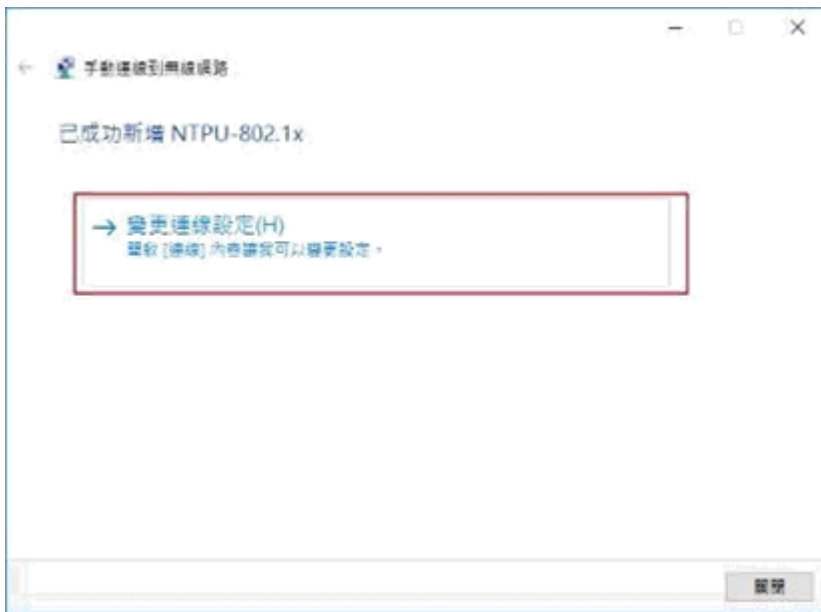 手動連線到無線網路
已成功新增 NTPU-802.1x
變更連線設定(H)
開啟 [連線] 內容讓我可以變更設定。
關閉